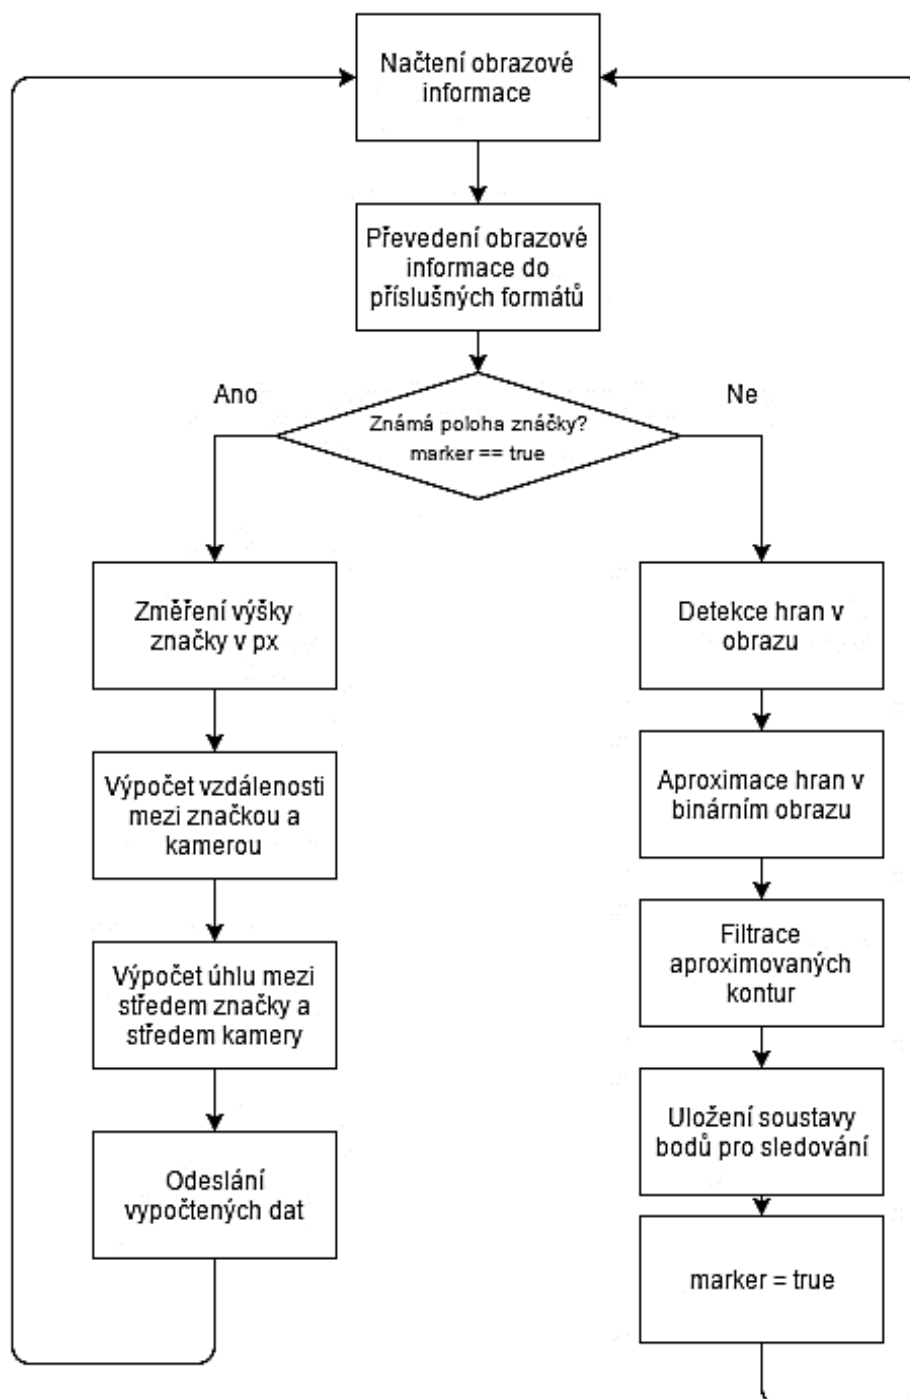 Načtení obrazové
informace
Převedení obrazové
informace do
příslušných formátů
Ano
Ne
Známá poloha znáčky?
marker == true
Změření výšky
značky v px
Výpočet vzdálenosti
mezi značkou a
kamerou
Výpočet úhlu mezi
středem značky a
středem kamery
Odeslání
vypočtených dat
Detekce hran v
obrazu
Aproximace hran v
binárním obrazu
Filtrace
aproximovaných
kontur
Uložení soustavy
bodů pro sledování
marker = true